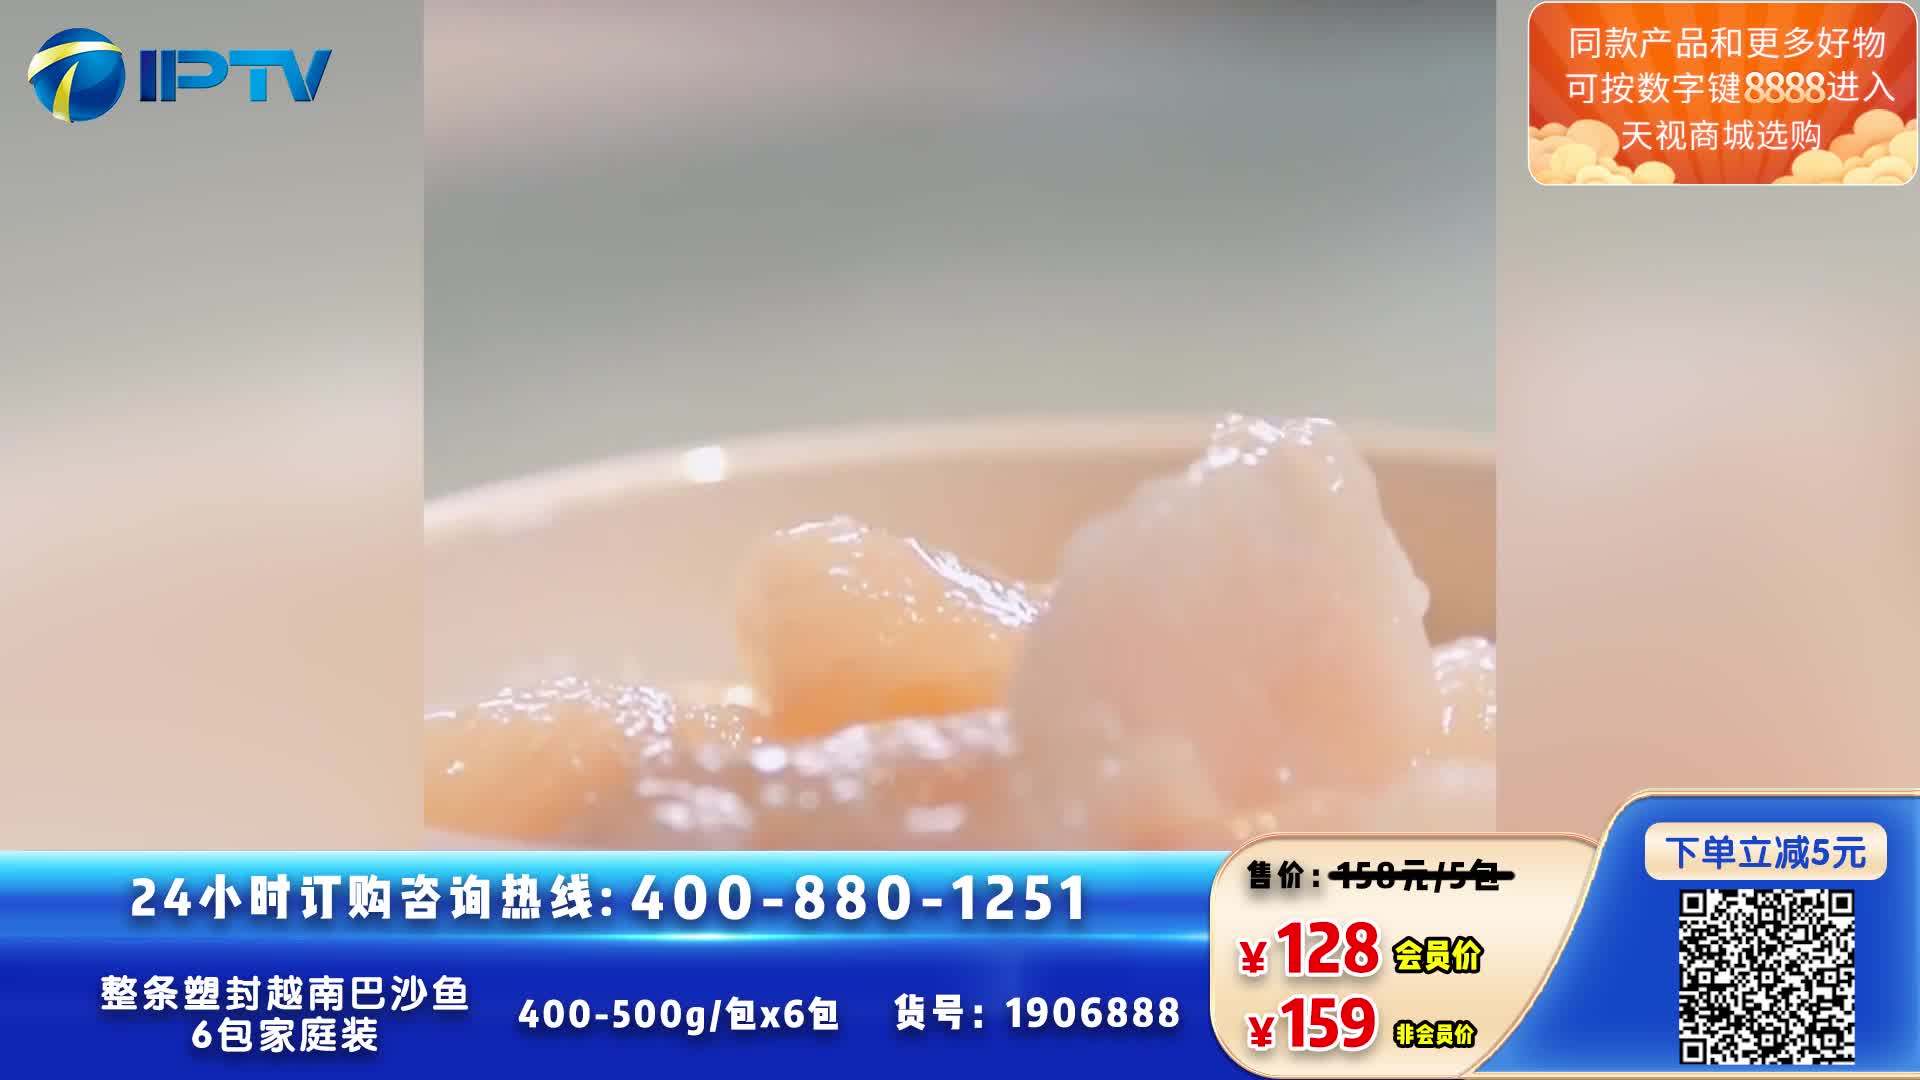 IPTV
同款产品和更多好物
可按数字键8888进入
天视商城选购
24小时订购咨询热线:400-880-1251
整条塑封越南巴沙鱼
6包家庭装
400-500g/包x6包
货号：1906888
售价：158元/5包
¥128 会员价
¥159 非会员价
下单立减5元